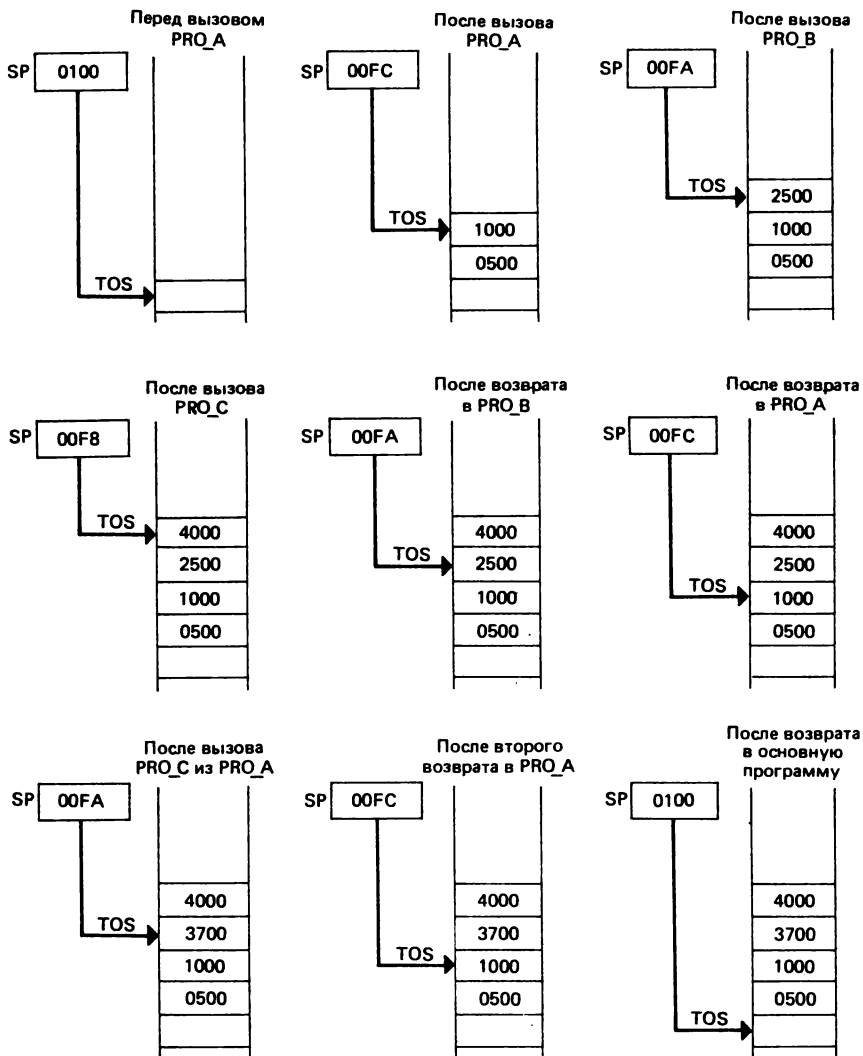 Перед вызовом
PRO_A
SP 0100
TOS
После вызова
PRO_A
SP 00FC
TOS
1000
0500
После вызова
PRO_B
SP 00FA
TOS
2500
1000
0500
После вызова
PRO_C
SP 00F8
TOS
4000
2500
1000
0500
После возврата
в PRO_B
SP 00FA
TOS
4000
2500
1000
0500
После возврата
в PRO_A
SP 00FC
TOS
4000
2500
1000
0500
После вызова
PRO_C из PRO_A
SP 00FA
TOS
4000
3700
1000
0500
После второго
возврата в PRO_A
SP 00FC
TOS
4000
3700
1000
0500
После возврата
в основную
программу
SP 0100
TOS
4000
3700
1000
0500